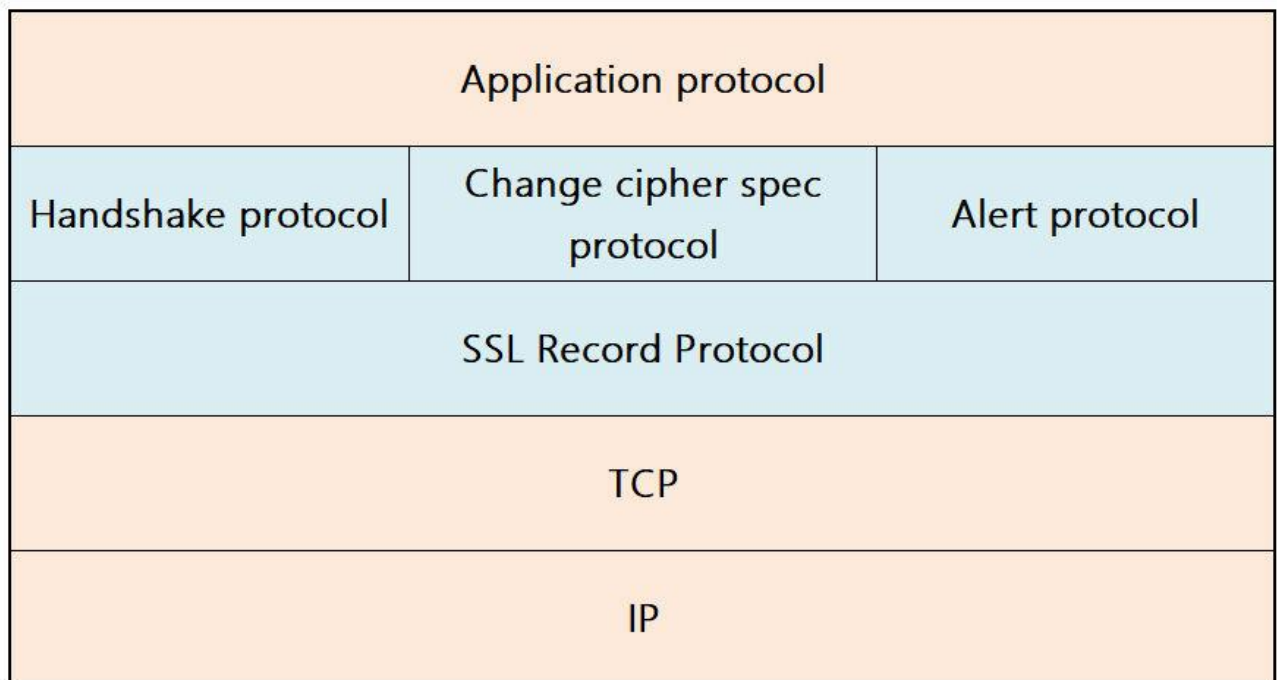 Application protocol
Handshake protocol
Change cipher spec
protocol
Alert protocol
SSL Record Protocol
TCP
IP